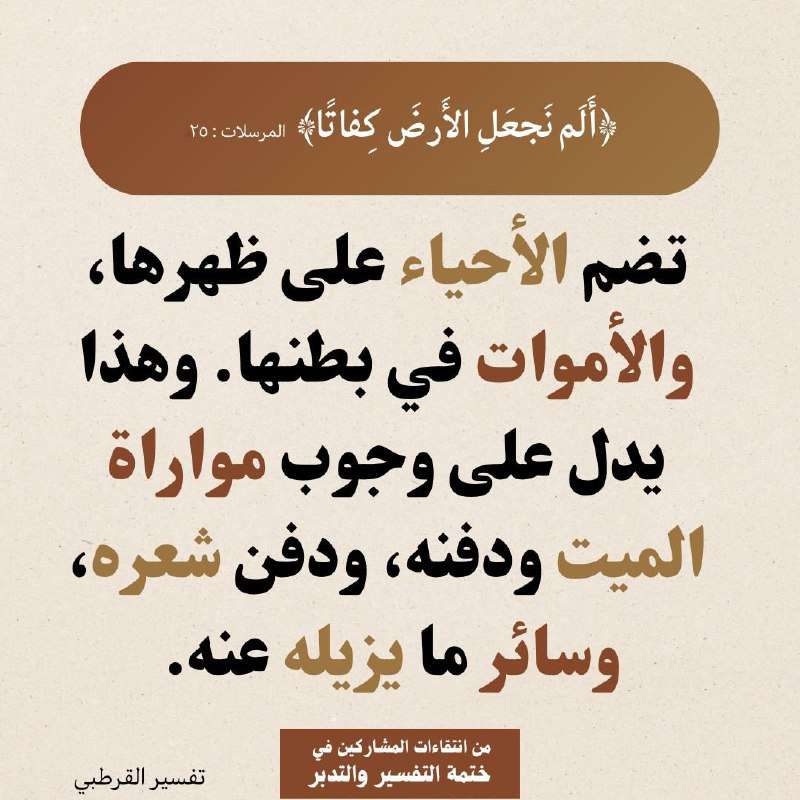 ﴿أَلَم نَجعَلِ الأَرضَ كِفاتًا﴾ المرسلات : ٢٥
تضم الأحياء على ظهرها،
والأموات في بطنها. وهذا
يدل على وجوب مواراة
الميت ودفنه، ودفن شعره،
وسائر ما يزيله عنه.
من انتقاءات المشاركين في
ختمة التفسير والتدبر
تفسير القرطبي